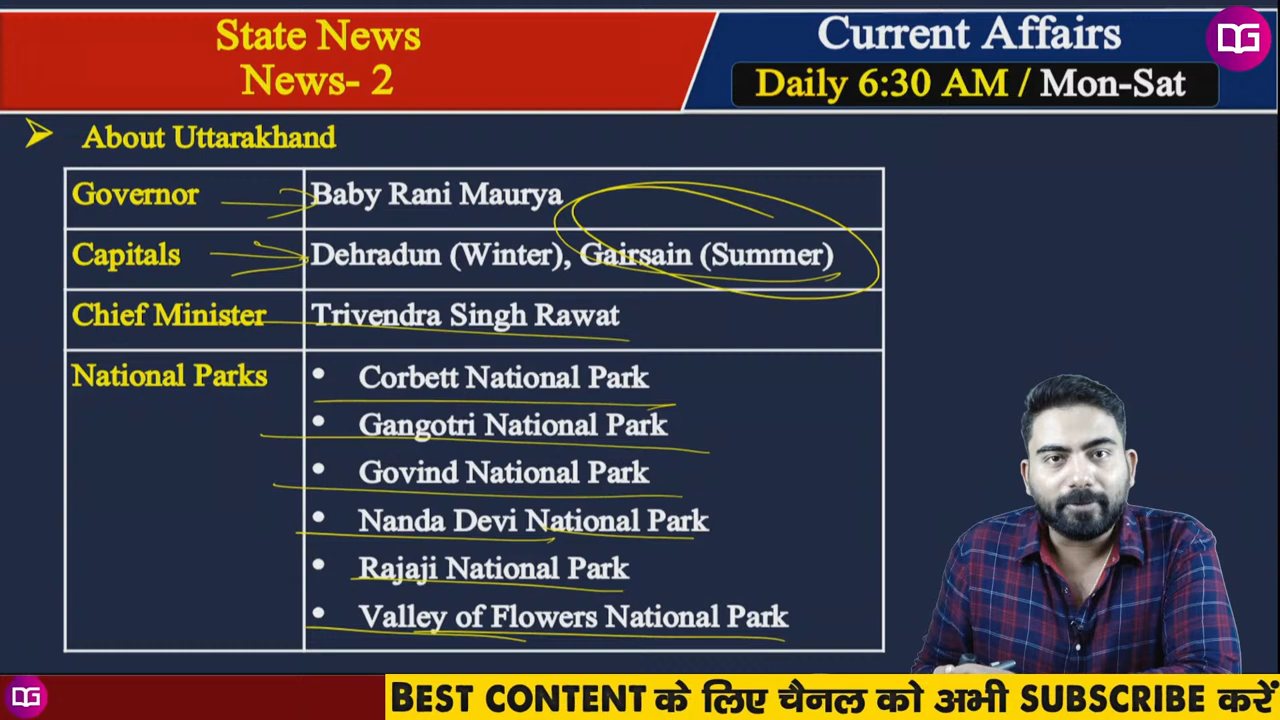 State News
News- 2
Current Affairs
Daily 6:30 AM / Mon-Sat
DG
About Uttarakhand
Governor Baby Rani Maurya
Capitals Dehradun (Winter), Gairsain (Summer)
Chief Minister Trivendra Singh Rawat
National Parks • Corbett National Park
• Gangotri National Park
• Govind National Park
• Nanda Devi National Park
• Rajaji National Park
• Valley of Flowers National Park
DG
BEST CONTENT के लिए चैनल को अभी SUBSCRIBE करें